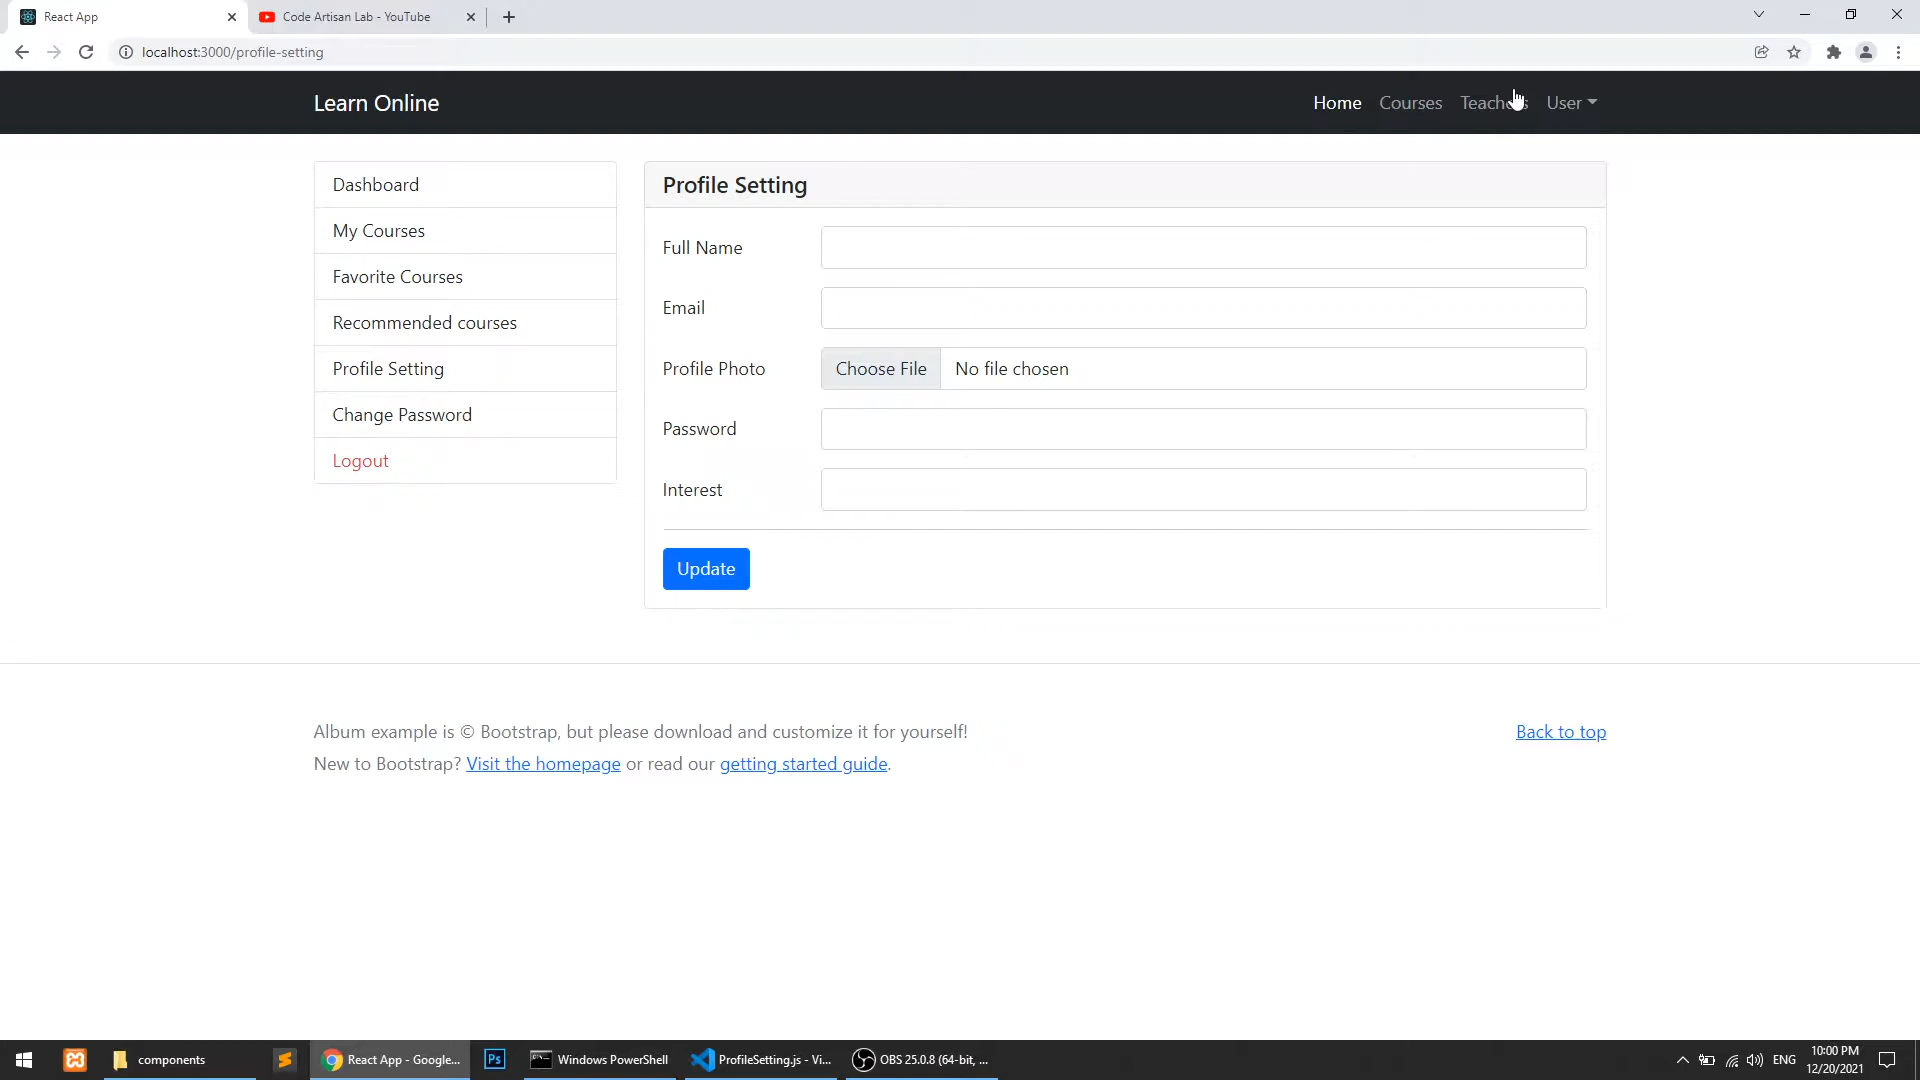 React App
Code Artisan Lab - YouTube
localhost:3000/profile-setting
Learn Online
Home
Courses
Teachers
User
Dashboard
My Courses
Favorite Courses
Recommended courses
Profile Setting
Change Password
Logout
Profile Setting
Full Name
Email
Profile Photo
Choose File
No file chosen
Password
Interest
Update
Album example is © Bootstrap, but please download and customize it for yourself!
Back to top
New to Bootstrap? Visit the homepage or read our getting started guide.
components
React App - Google...
Ps
Windows PowerShell
ProfileSetting.js - Vi...
OBS 25.0.8 (64-bit, ...
ENG
10:00 PM
12/20/2021